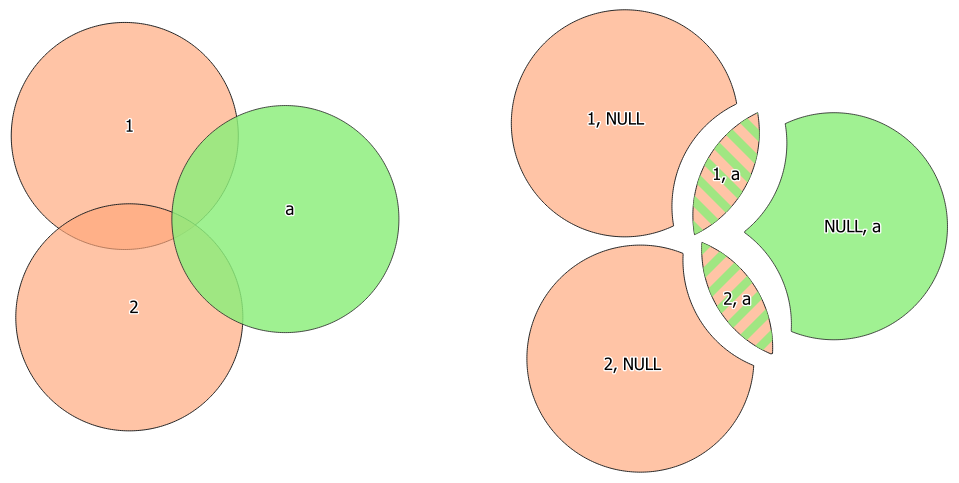 1
a
2
1, NULL
1, a
NULL, a
2, a
2, NULL